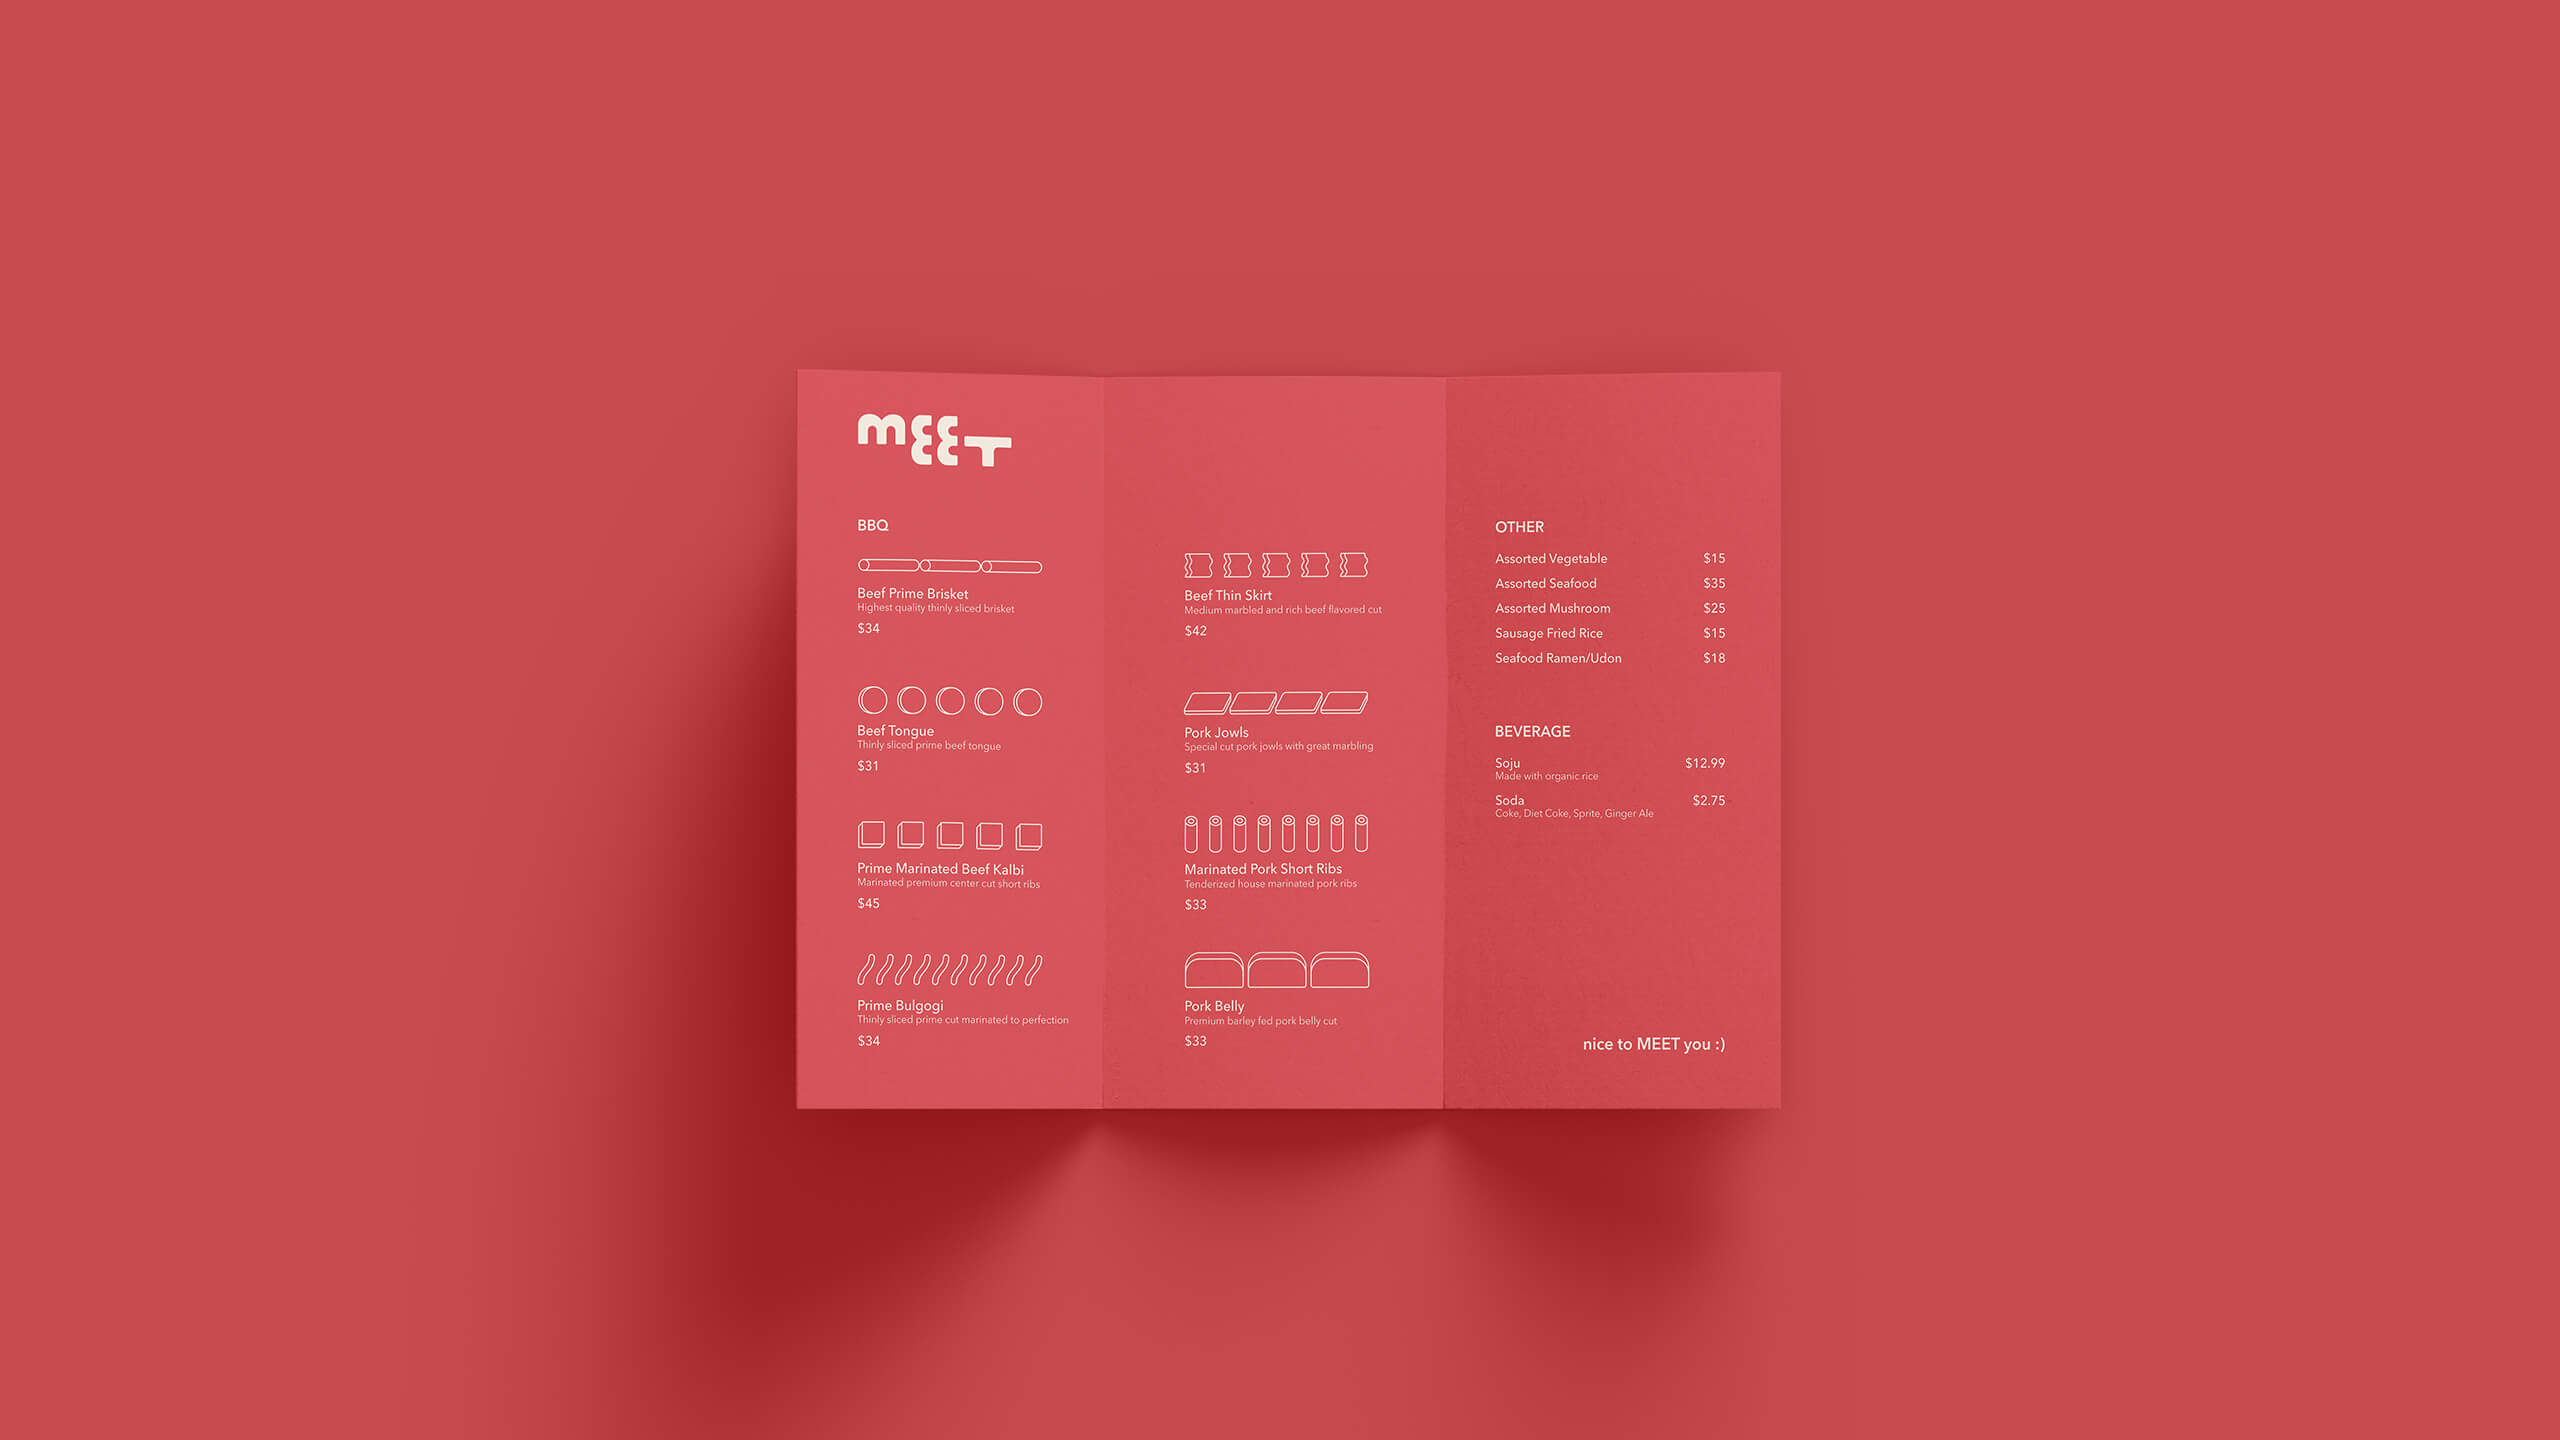 MEET
BBQ
Beef Prime Brisket
Highest quality thinly sliced brisket
$34
Beef Tongue
Thinly sliced prime beef tongue
$31
Prime Marinated Beef Kalbi
Marinated premium center cut short ribs
$45
Prime Bulgogi
Thinly sliced prime cut marinated to perfection
$34
Beef Thin Skirt
Medium marbled and rich beef flavored cut
$42
Pork Jowls
Special cut pork jowls with great marbling
$31
Marinated Pork Short Ribs
Tenderized house marinated pork ribs
$33
Pork Belly
Premium barley fed pork belly cut
$33
OTHER
Assorted Vegetable $15
Assorted Seafood $35
Assorted Mushroom $25
Sausage Fried Rice $15
Seafood Ramen/Udon $18
BEVERAGE
Soju $12.99
Made with organic rice
Soda $2.75
Coke, Diet Coke, Sprite, Ginger Ale
nice to MEET you :)